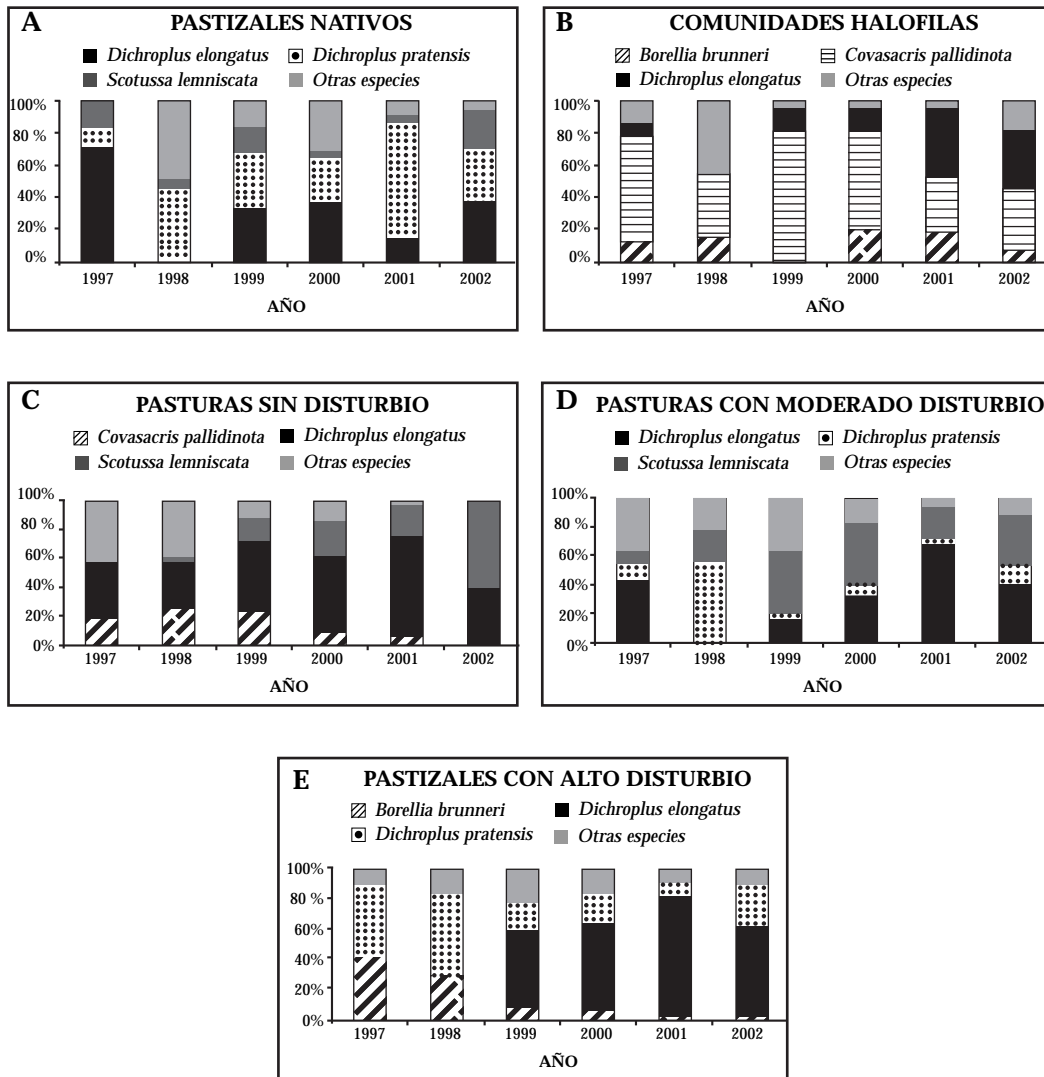 A PASTIZALES NATIVOS
Dichroplus elongatus Dichroplus pratensis
Scotussa lemniscata Otras especies
100%
80 %
60%
40%
20%
0%
1997 1998 1999 2000 2001 2002
AÑO
B COMUNIDADES HALOFILAS
Borellia brunneri Covasacris pallidinota
Dichroplus elongatus Otras especies
100%
80 %
60%
40%
20%
0%
1997 1998 1999 2000 2001 2002
AÑO
C PASTURAS SIN DISTURBIO
Covasacris pallidinota Dichroplus elongatus
Scotussa lemniscata Otras especies
100%
80 %
60%
40%
20%
0%
1997 1998 1999 2000 2001 2002
AÑO
D PASTURAS CON MODERADO DISTURBIO
Dichroplus elongatus Dichroplus pratensis
Scotussa lemniscata Otras especies
100%
80%
60%
40%
20%
0%
1997 1998 1999 2000 2001 2002
AÑO
E PASTIZALES CON ALTO DISTURBIO
Borellia brunneri Dichroplus elongatus
Dichroplus pratensis Otras especies
100%
80 %
60%
40%
20%
0%
1997 1998 1999 2000 2001 2002
AÑO